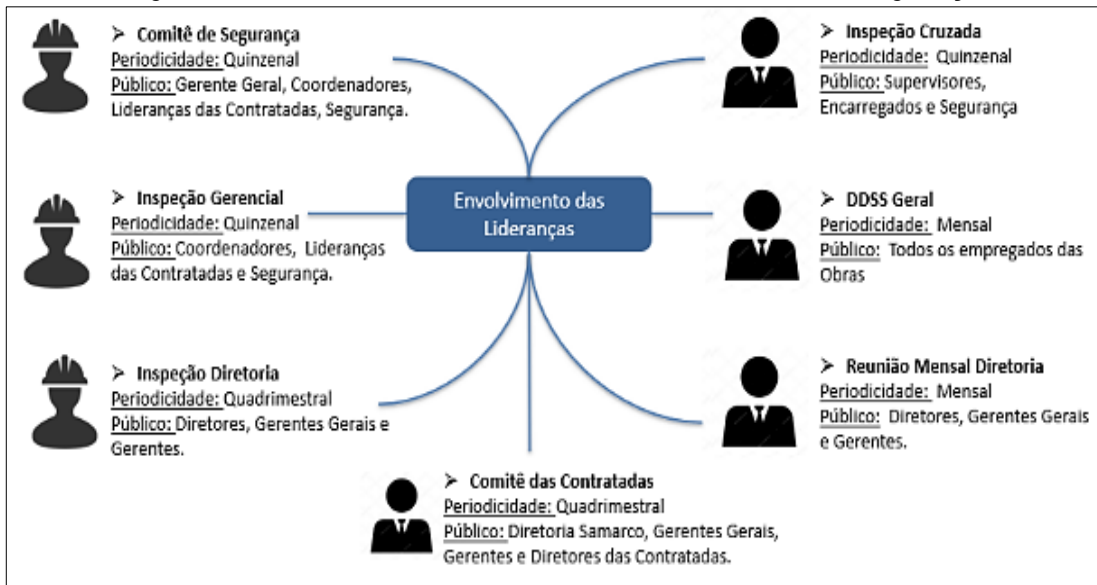 ➢ Comitê de Segurança
Periodicidade: Quinzenal
Público: Gerente Geral, Coordenadores,
Lideranças das Contratadas, Segurança.
➢ Inspeção Cruzada
Periodicidade: Quinzenal
Público: Supervisores,
Encarregados e Segurança
➢ Inspeção Gerencial
Periodicidade: Quinzenal
Público: Coordenadores, Lideranças
das Contratadas e Segurança.
Envolvimento das
Lideranças
➢ DDSS Geral
Periodicidade: Mensal
Público: Todos os empregados das
Obras
➢ Inspeção Diretoria
Periodicidade: Quadrimestral
Público: Diretores, Gerentes Gerais e
Gerentes.
➢ Reunião Mensal Diretoria
Periodicidade: Mensal
Público: Diretores, Gerentes Gerais
e Gerentes.
➢ Comitê das Contratadas
Periodicidade: Quadrimestral
Público: Diretoria Samarco, Gerentes Gerais,
Gerentes e Diretores das Contratadas.